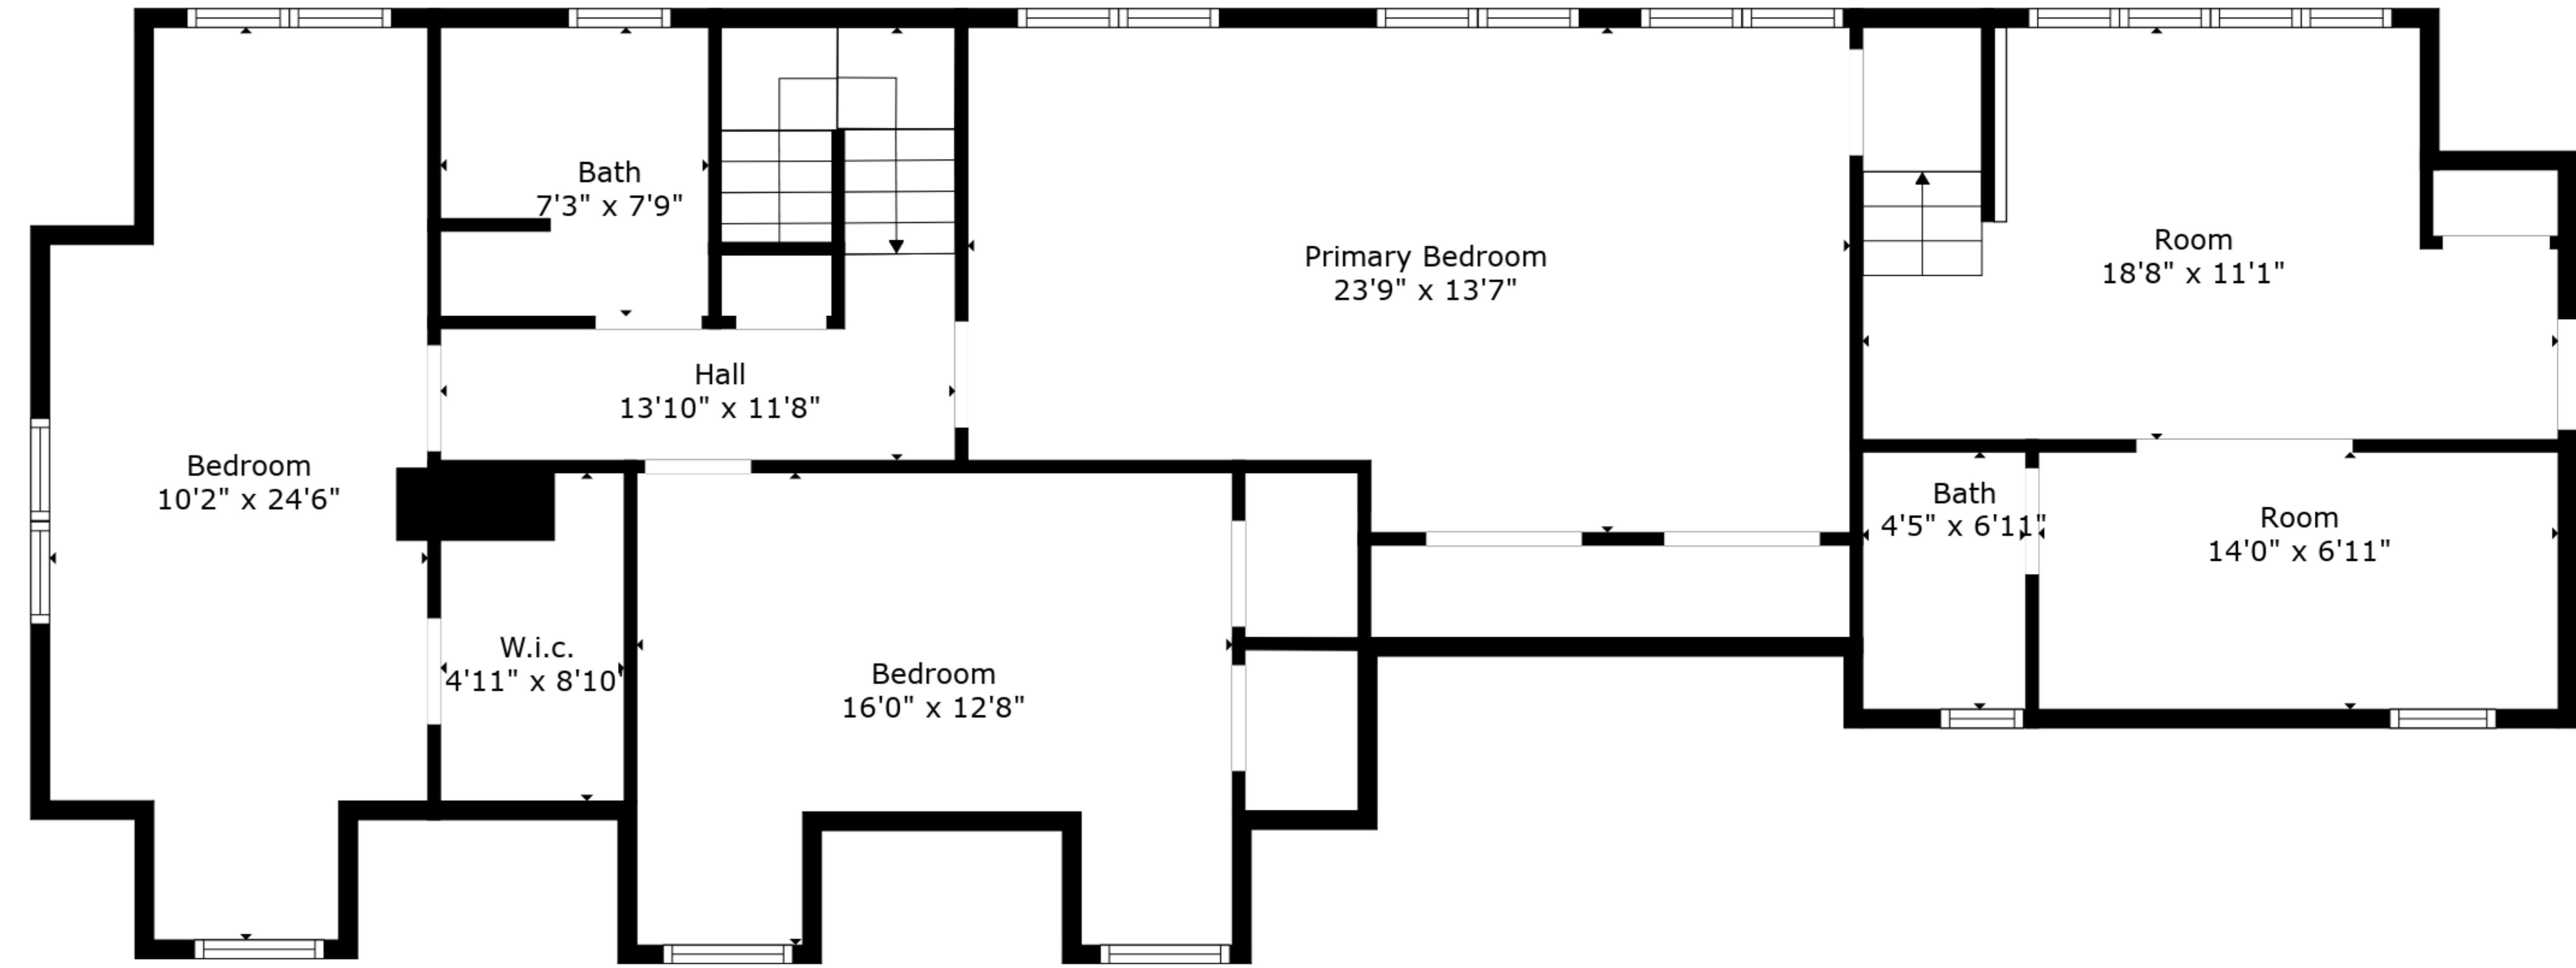 Bath
7'3" x 7'9"
Primary Bedroom
23'9" x 13'7"
Room
18'8" x 11'1"
Hall
13'10" x 11'8"
Bedroom
10'2" x 24'6"
Bath
4'5" x 6'11"
Room
14'0" x 6'11"
W.i.c.
4'11" x 8'10"
Bedroom
16'0" x 12'8"